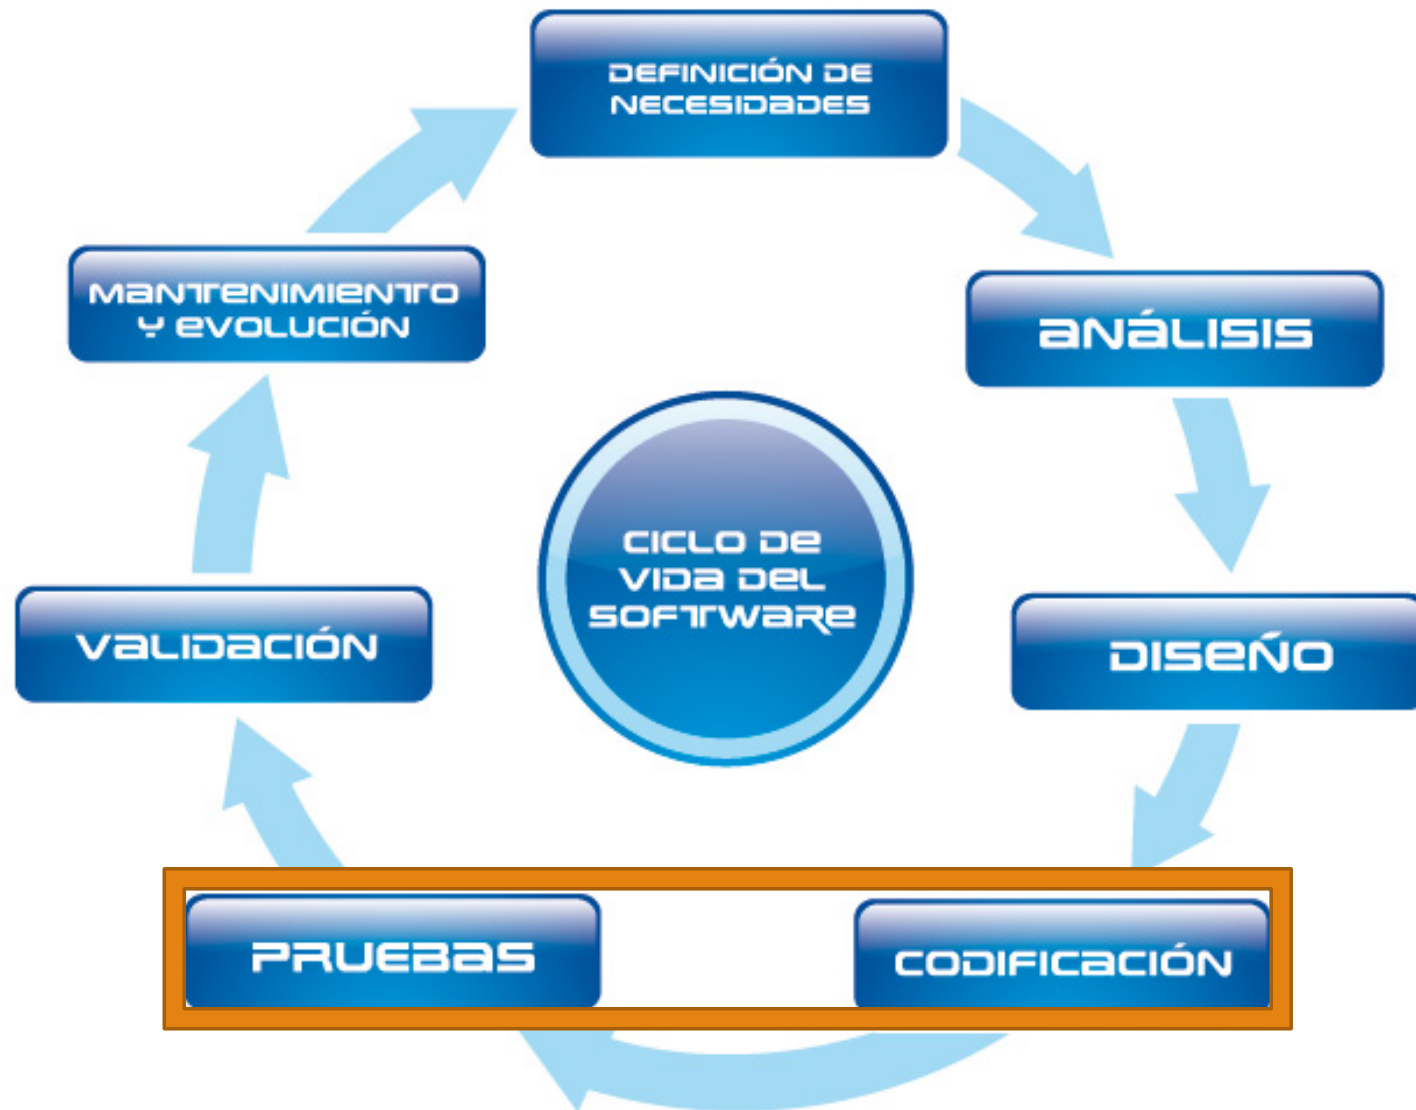 DEFINICIÓN DE
NECESIDADES
ANÁLISIS
DISEÑO
CODIFICACIÓN
PRUEBAS
VALIDACIÓN
MANTENIMIENTO
Y EVOLUCIÓN
CICLO DE
VIDA DEL
SOFTWARE